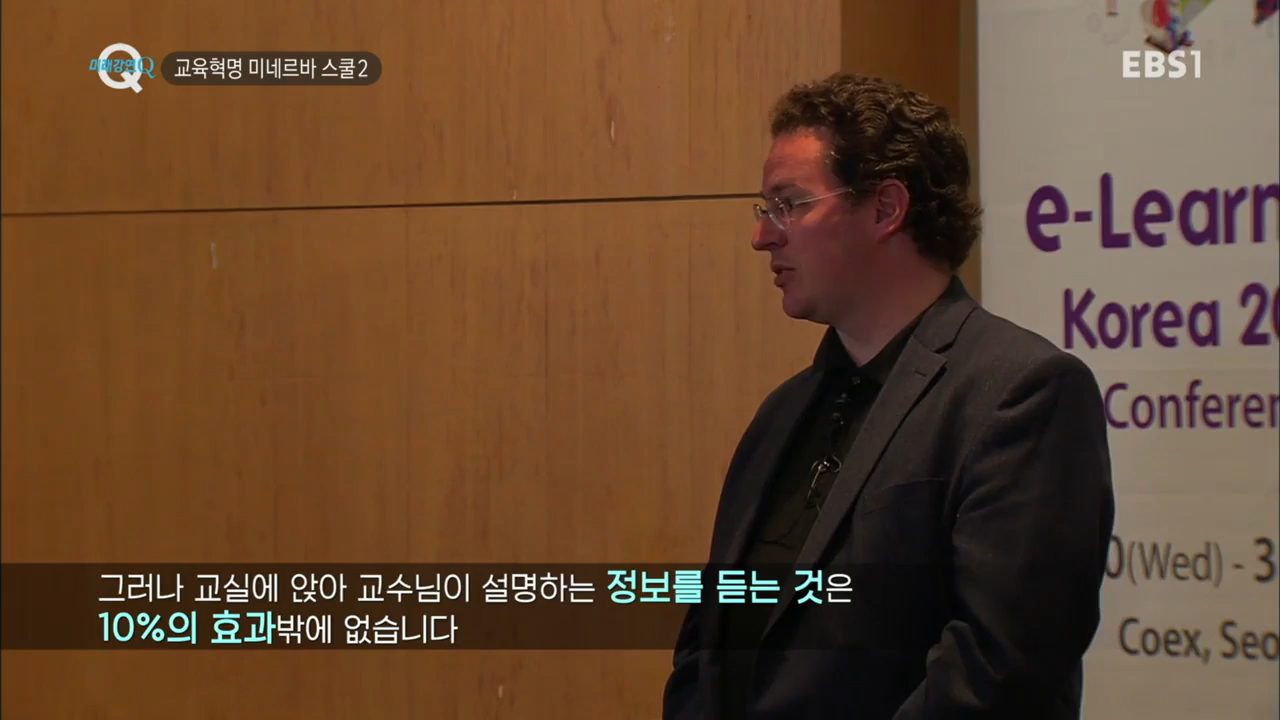 미래강연Q
교육혁명 미네르바 스쿨2
EBS1
e-Learn
Korea 20
Conferen
0(Wed) - 3
Coex, Seo
그러나 교실에 앉아 교수님이 설명하는 정보를 듣는 것은
10%의 효과밖에 없습니다